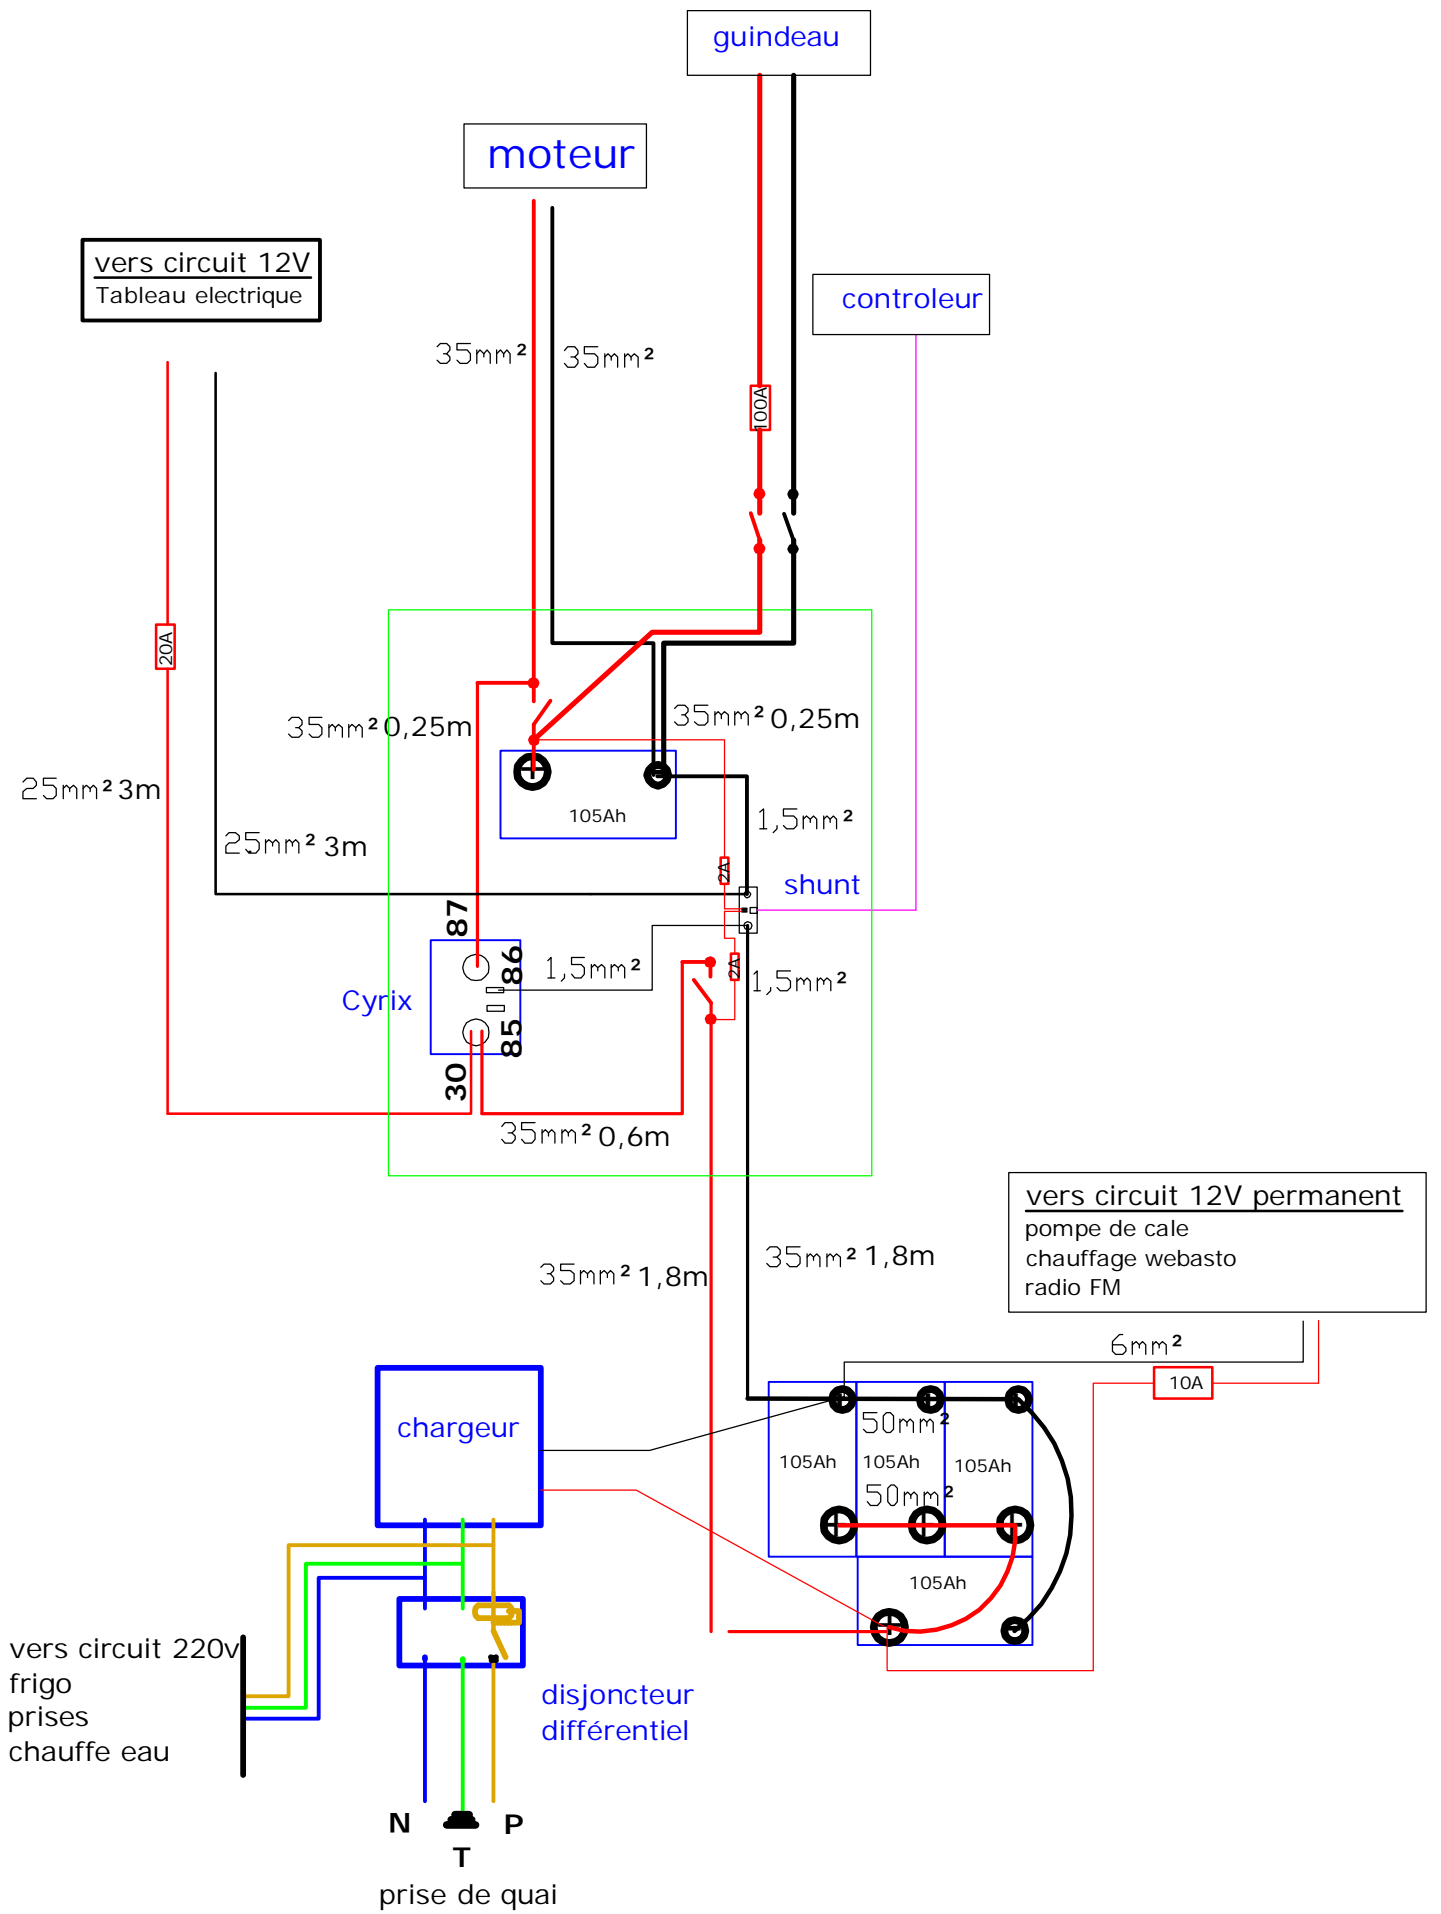 guindeau
moteur
vers circuit 12V
Tableau electrique
controleur
35mm²
35mm²
100A
20A
35mm² 0,25m
35mm² 0,25m
25mm² 3m
105Ah
1,5mm²
25mm² 3m
2A
shunt
87
86
1,5mm²
2A
1,5mm²
Cyrix
85
30
35mm² 0,6m
vers circuit 12V permanent
pompe de cale
chauffage webasto
radio FM
35mm² 1,8m
35mm² 1,8m
6mm²
10A
chargeur
50mm²
105Ah
105Ah
105Ah
50mm²
105Ah
vers circuit 220v
frigo
prises
chauffe eau
disjoncteur
différentiel
N
P
T
prise de quai